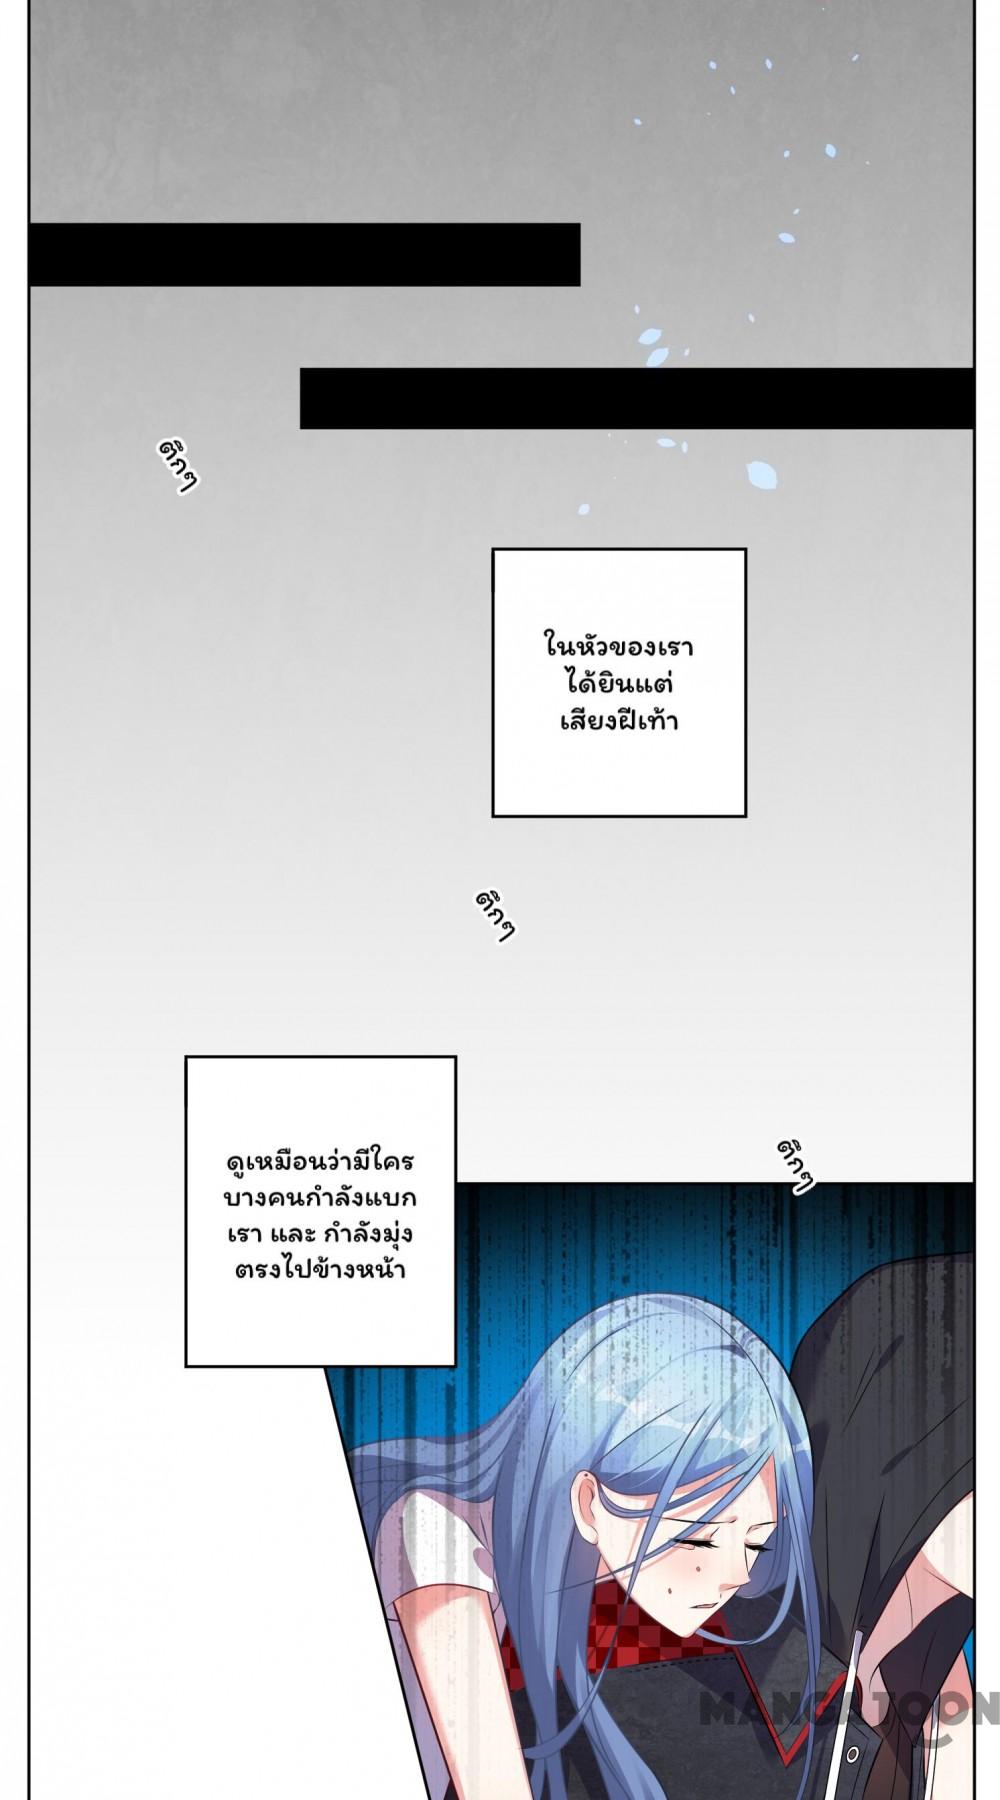 ตึกๆ
ในหัวของเรา
ได้ยินแต่
เสียงฝีเท้า
ตึกๆ
ตึกๆ
ดูเหมือนว่ามีใคร
บางคนกำลังแบก
เรา และ กำลังมุ่ง
ตรงไปข้างหน้า
MANGATOON